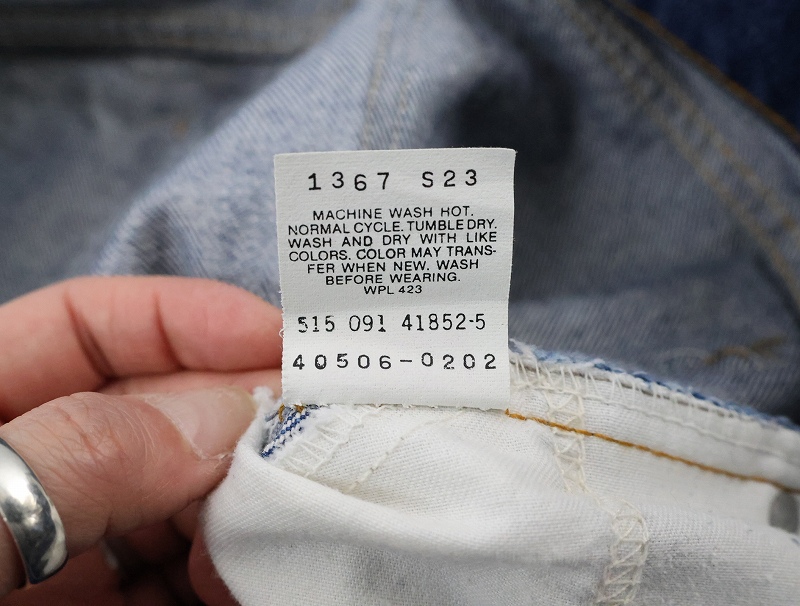 1367 S23
MACHINE WASH HOT.
NORMAL CYCLE. TUMBLE DRY.
WASH AND DRY WITH LIKE
COLORS. COLOR MAY TRANS-
FER WHEN NEW. WASH
BEFORE WEARING.
WPL 423
515 091 41852-5
40506-0202